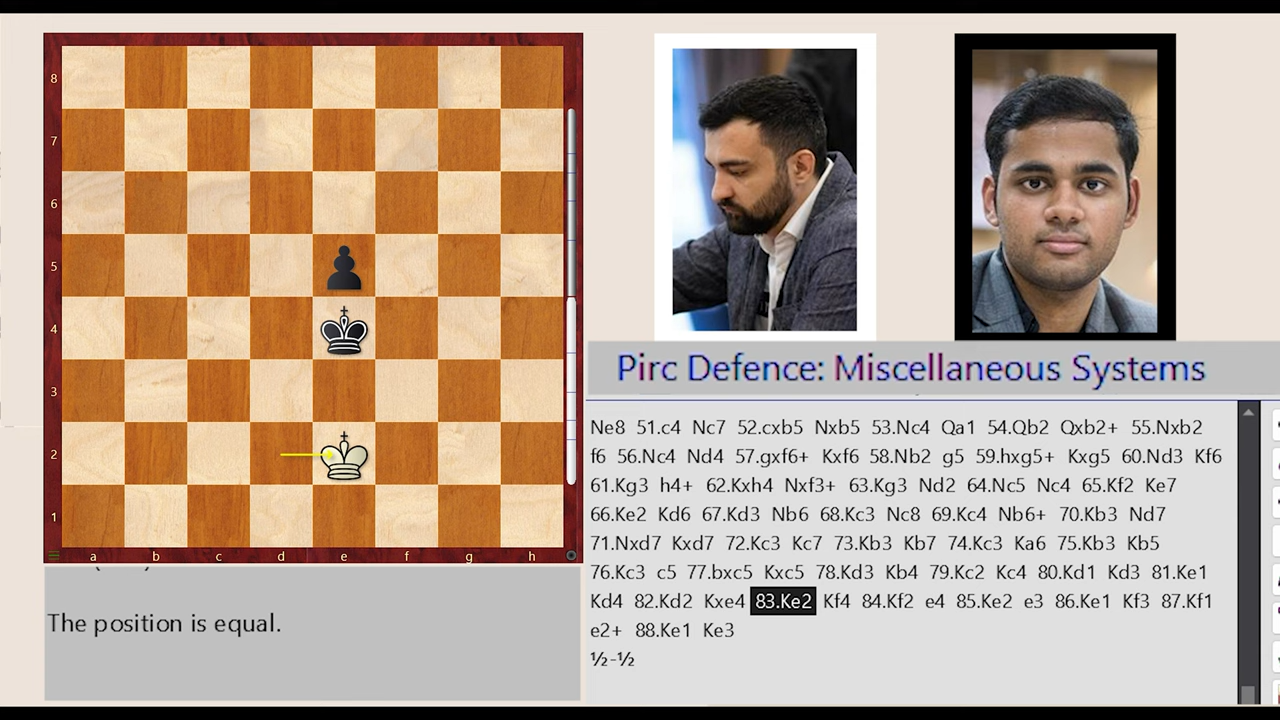 8
7
6
5
4
3
2
1
a b c d e f g h
The position is equal.
Pirc Defence: Miscellaneous Systems
Ne8 51.c4 Nc7 52.cxb5 Nxb5 53.Nc4 Qa1 54.Qb2 Qxb2+ 55.Nxb2
f6 56.Nc4 Nd4 57.gxf6+ Kxf6 58.Nb2 g5 59.hxg5+ Kxg5 60.Nd3 Kf6
61.Kg3 h4+ 62.Kxh4 Nxf3+ 63.Kg3 Nd2 64.Nc5 Nc4 65.Kf2 Ke7
66.Ke2 Kd6 67.Kd3 Nb6 68.Kc3 Nc8 69.Kc4 Nb6+ 70.Kb3 Nd7
71.Nxd7 Kxd7 72.Kc3 Kc7 73.Kb3 Kb7 74.Kc3 Ka6 75.Kb3 Kb5
76.Kc3 c5 77.bxc5 Kxc5 78.Kd3 Kb4 79.Kc2 Kc4 80.Kd1 Kd3 81.Ke1
Kd4 82.Kd2 Kxe4 83.Ke2 Kf4 84.Kf2 e4 85.Ke2 e3 86.Ke1 Kf3 87.Kf1
e2+ 88.Ke1 Ke3
½-½